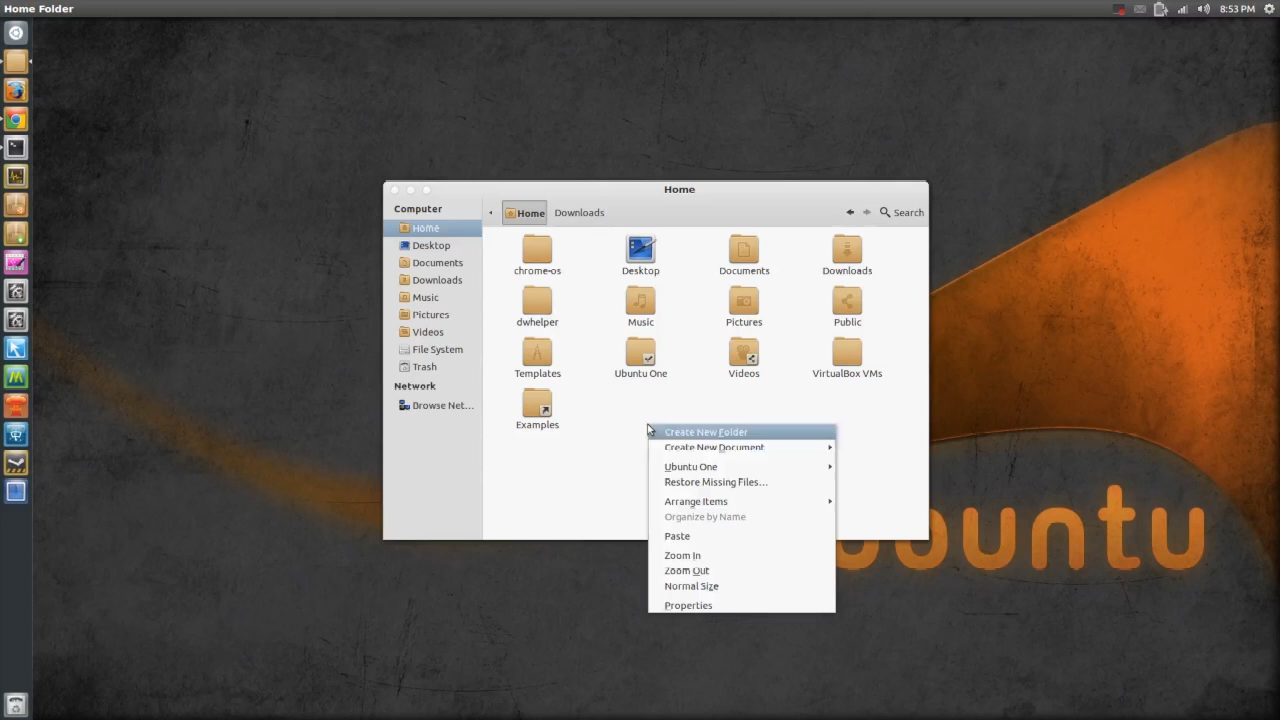 Home Folder
8:53 PM
Home
Computer
Home
Desktop
Documents
Downloads
Music
Pictures
Videos
File System
Trash
Network
Browse Net...
Home
Downloads
Search
chrome-os
Desktop
Documents
Downloads
dwhelper
Music
Pictures
Public
Templates
Ubuntu One
Videos
VirtualBox VMs
Examples
Create New Folder
Create New Document
Ubuntu One
Restore Missing Files...
Arrange Items
Organize by Name
Paste
Zoom In
Zoom Out
Normal Size
Properties
ubuntu